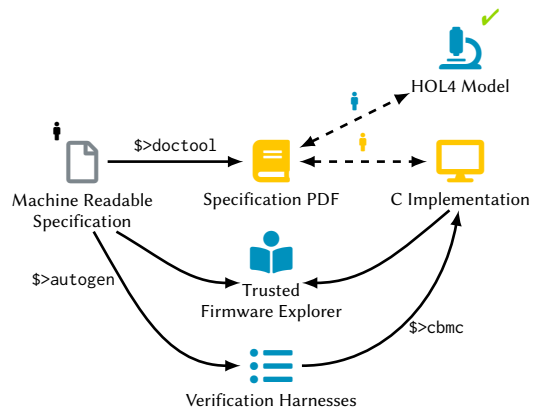 HOL4 Model
$>doctool
Machine Readable
Specification
Specification PDF
C Implementation
$>autogen
Trusted
Firmware Explorer
$>cbmc
Verification Harnesses